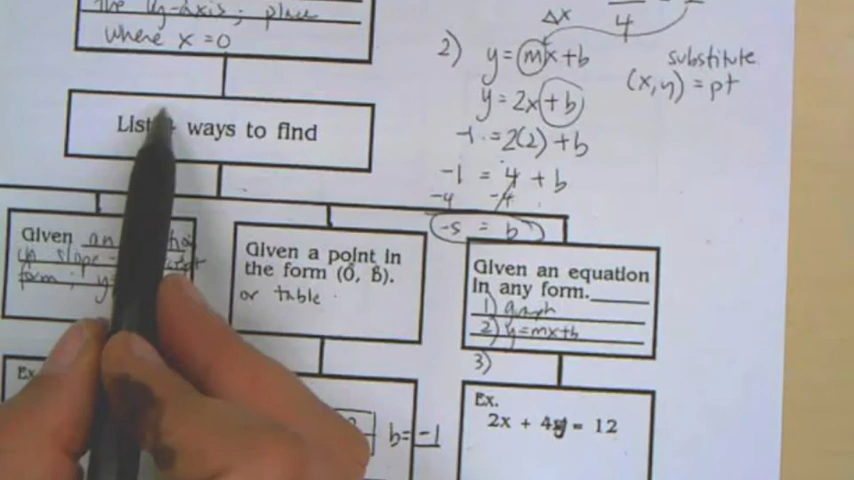 the y-axis; place
where x = 0
List ways to find
Given an
in slope-
form; y
Given a point in
the form (0, B).
or table
Given an equation
in any form.
1) graph
2) y=mx+b
3)
Ex.
Ex.
2x + 4y = 12
b= -1
Δx
4
2) y= mx+b
y= 2x +b
-1 = 2(2) +b
-1 = 4 + b
-4 -4
-5 = b
substitute
(x,y) = pt